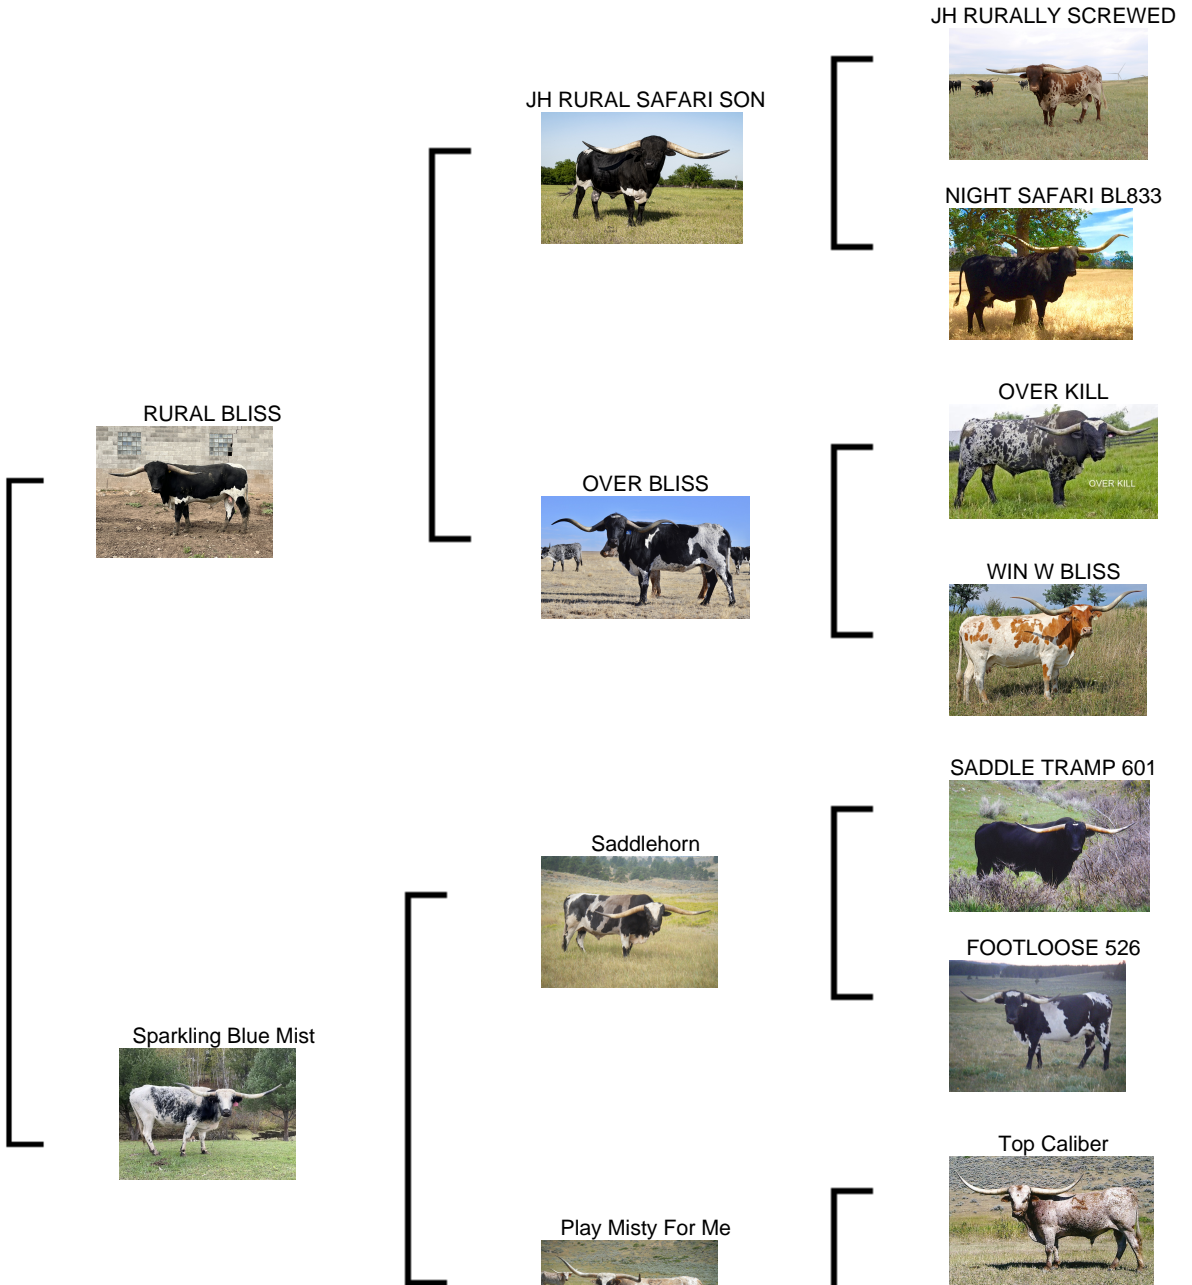 JH RURALLY SCREWED
JH RURAL SAFARI SON
NIGHT SAFARI BL833
OVER KILL
RURAL BLISS
OVER KILL
OVER BLISS
WIN W BLISS
SADDLE TRAMP 601
Saddlehorn
FOOTLOOSE 526
Sparkling Blue Mist
Top Caliber
Play Misty For Me